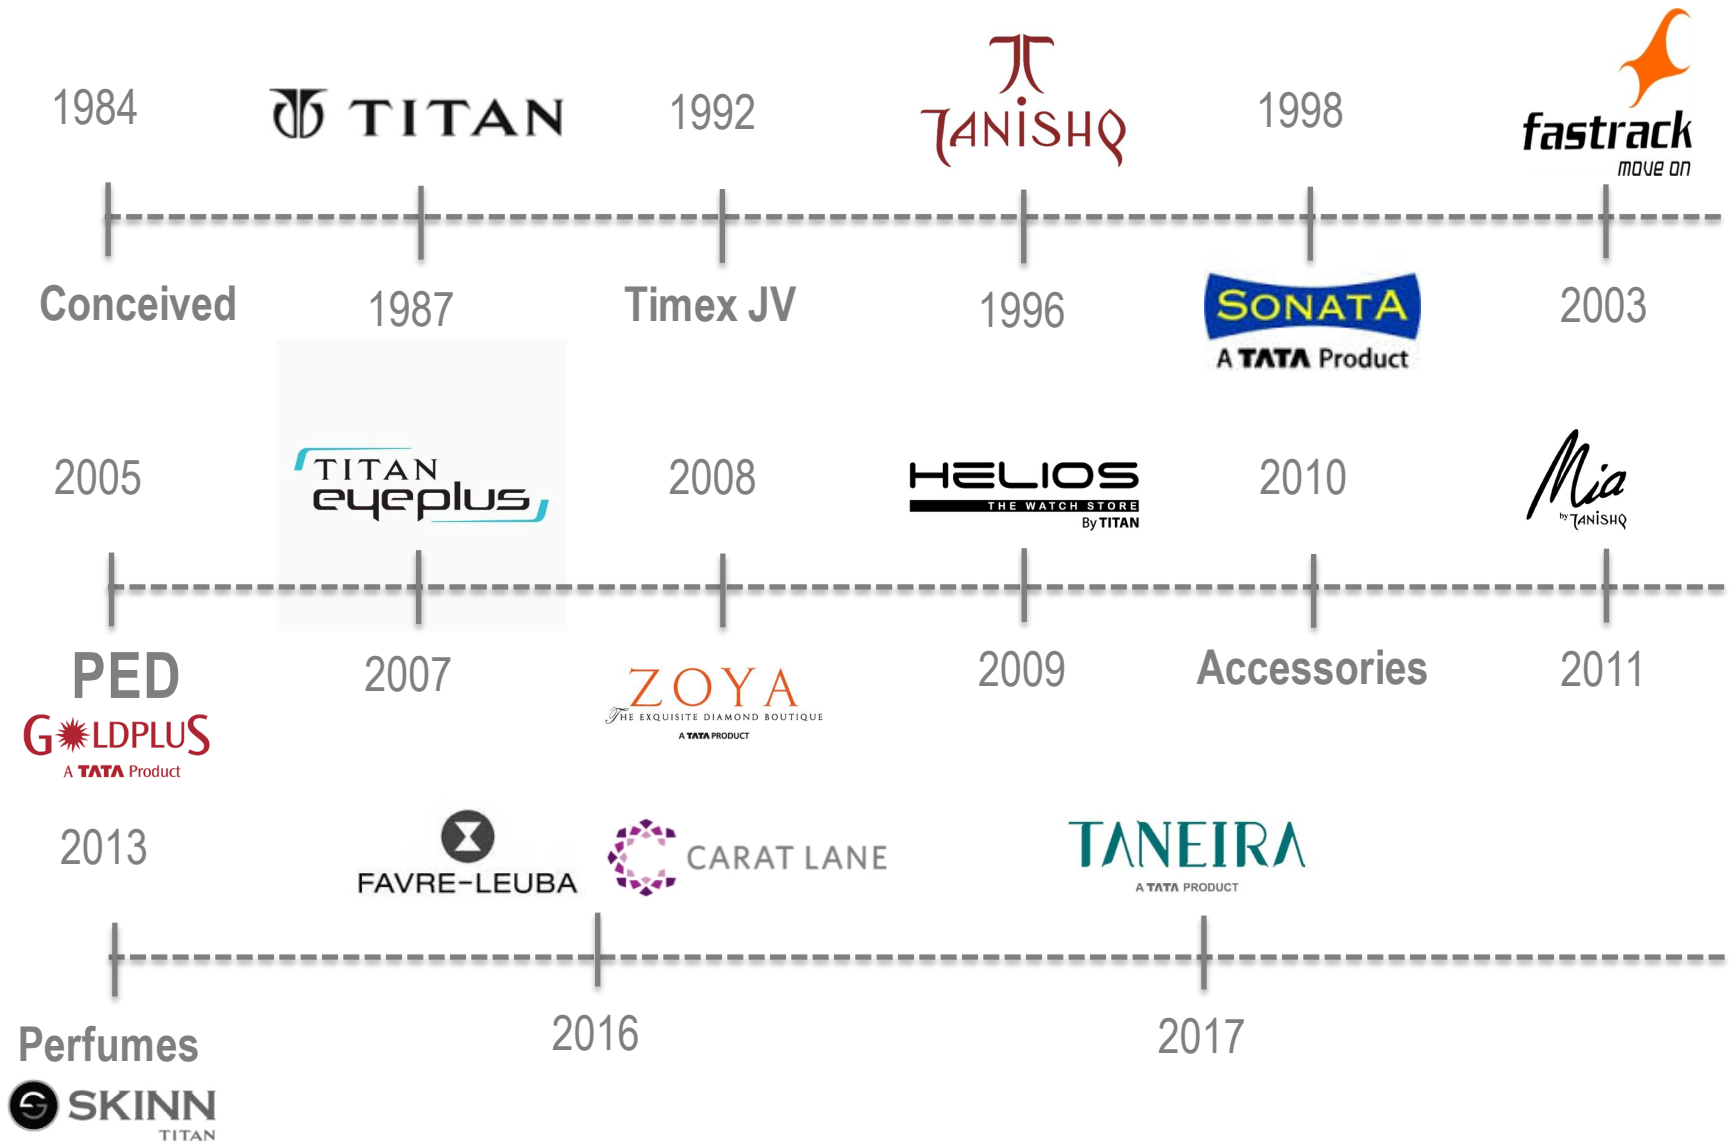 1984
TITAN
1992
TANISHQ
1998
fastrack
move on
Conceived
1987
Timex JV
1996
SONATA
A TATA Product
2003
2005
TITAN
eyeplus
2008
HELIOS
THE WATCH STORE
By TITAN
2010
Mia
by TANISHQ
PED
GOLDPLUS
A TATA Product
2007
ZOYA
THE EXQUISITE DIAMOND BOUTIQUE
A TATA PRODUCT
2009
Accessories
2011
2013
FAVRE-LEUBA
CARAT LANE
TANEIRA
A TATA PRODUCT
Perfumes
SKINN
TITAN
2016
2017